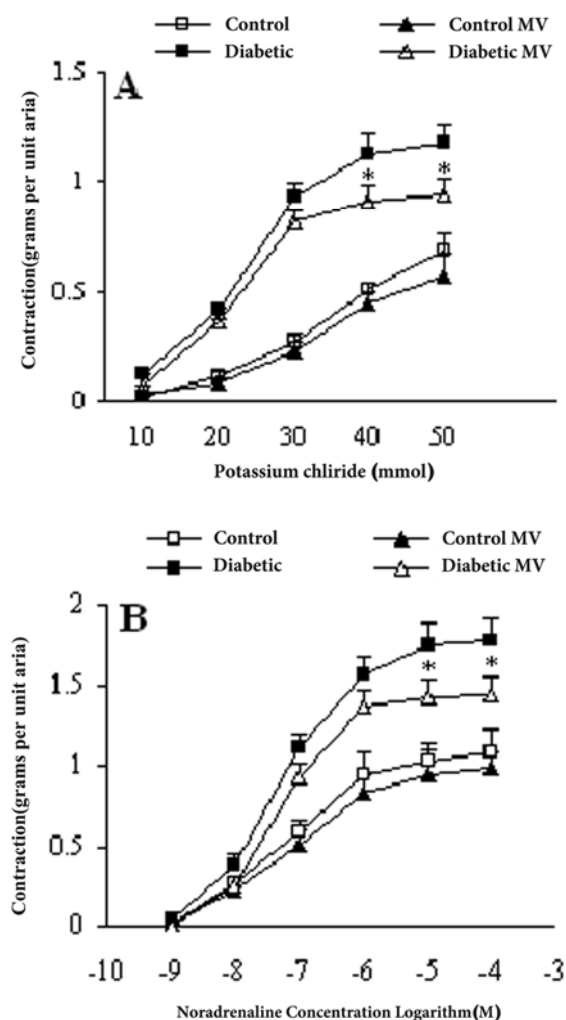 Control
Control MV
Diabetic
Diabetic MV
A
Contraction(grams per unit aria)
1.5
1
0.5
0
*
*
10 20 30 40 50
Potassium chliride (mmol)
Control
Control MV
Diabetic
Diabetic MV
B
Contraction(grams per unit aria)
2
1.5
1
0.5
0
*
*
-10 -9 -8 -7 -6 -5 -4 -3
Noradrenaline Concentration Logarithm(M)